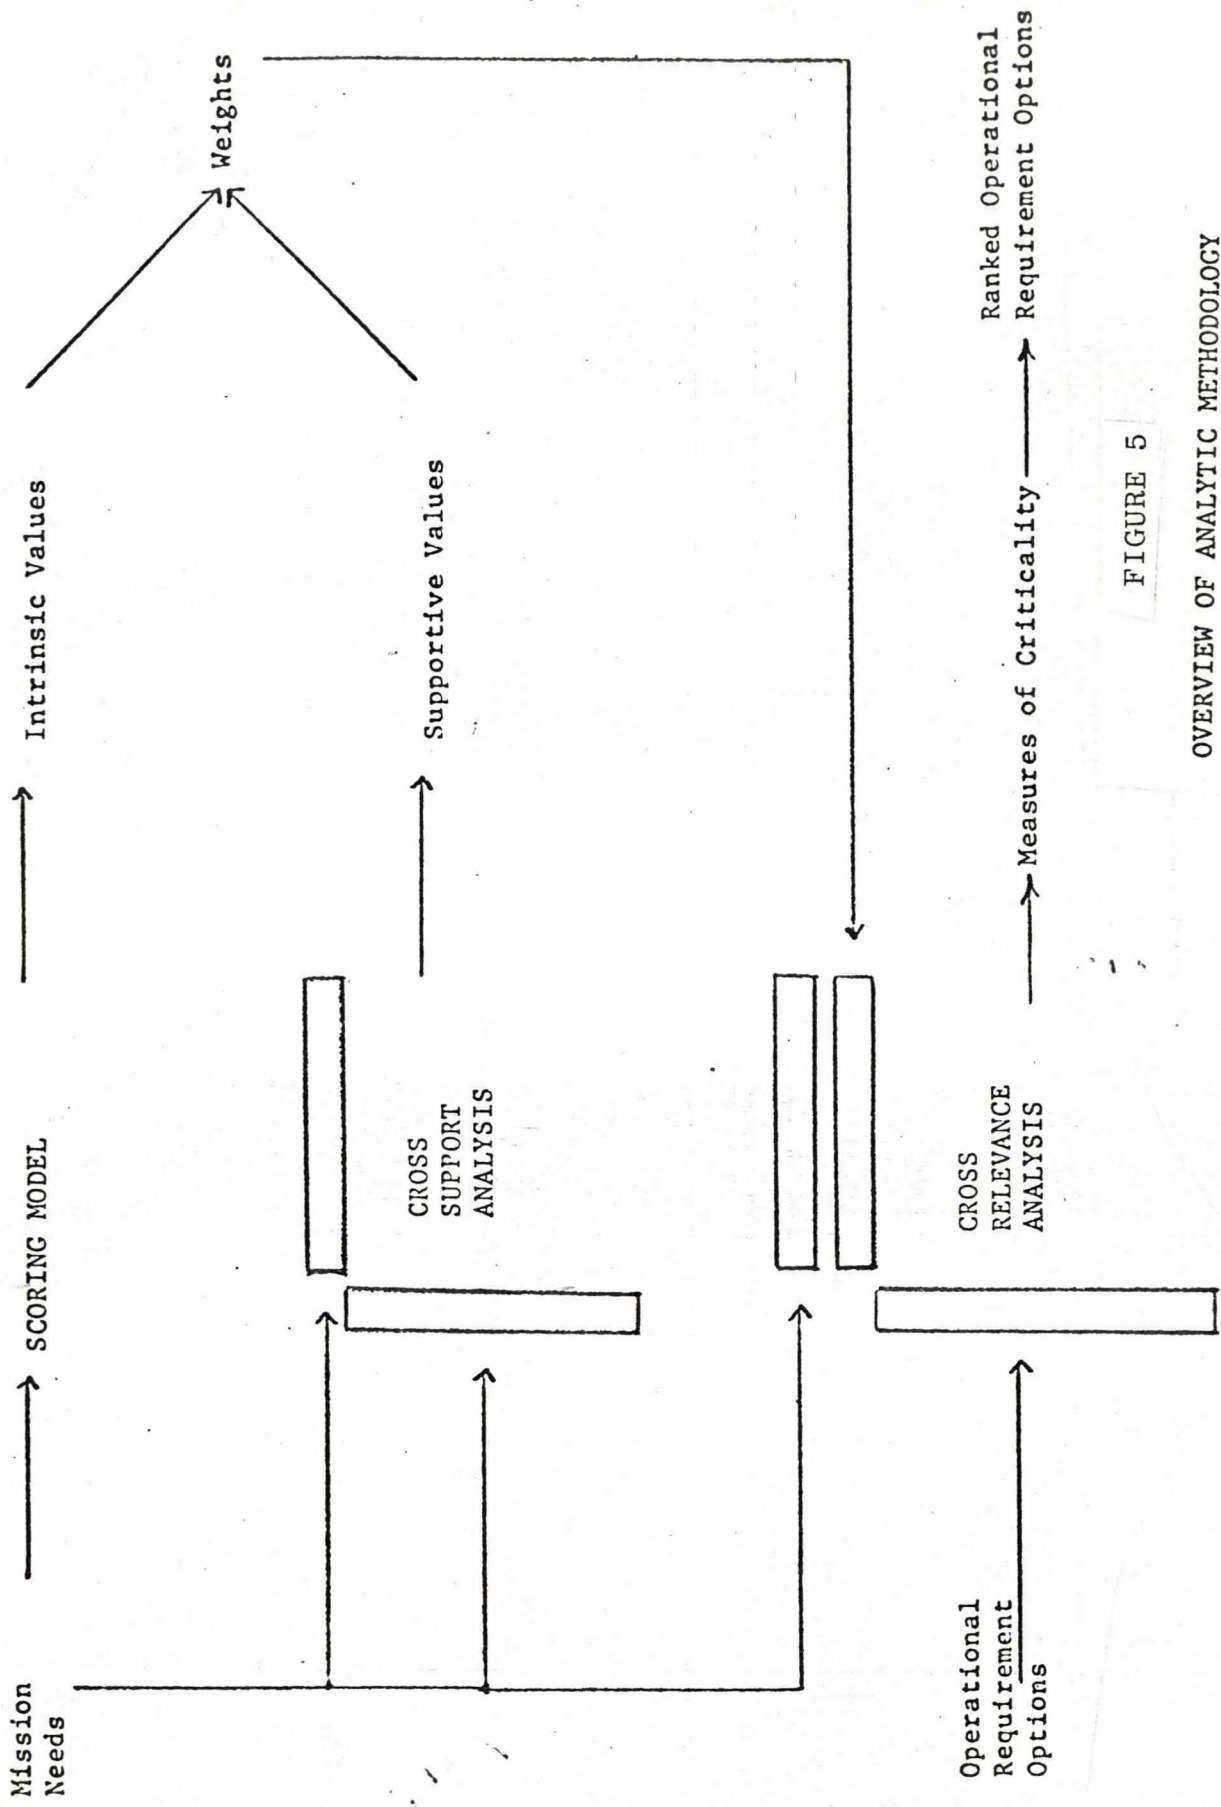 Mission
Needs
SCORING MODEL
Intrinsic Values
Weights
CROSS
SUPPORT
ANALYSIS
Supportive Values
Operational
Requirement
Options
CROSS
RELEVANCE
ANALYSIS
Measures of Criticality
Ranked Operational
Requirement Options
FIGURE 5
OVERVIEW OF ANALYTIC METHODOLOGY